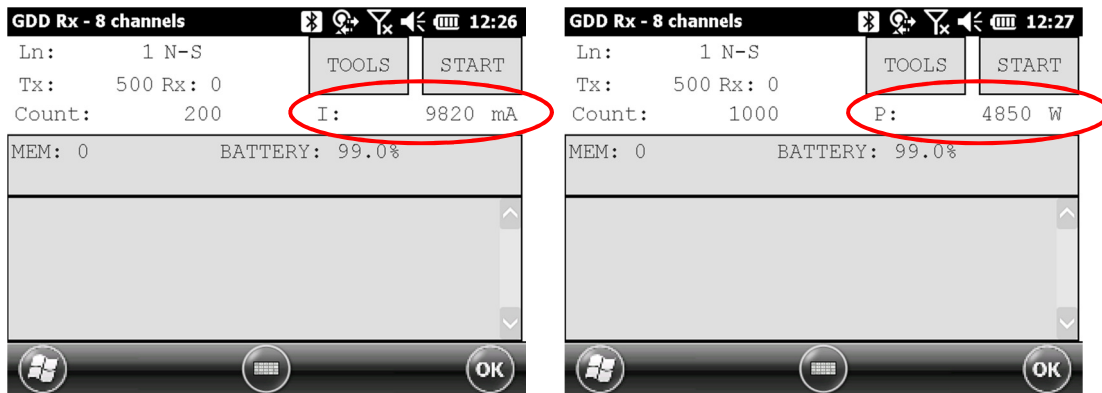 GDD Rx - 8 channels 12:26
Ln: 1 N-S
TOOLS START
Tx: 500 Rx: 0
Count: 200 I: 9820 mA
MEM: 0 BATTERY: 99.0%
OK
GDD Rx - 8 channels 12:27
Ln: 1 N-S
TOOLS START
Tx: 500 Rx: 0
Count: 1000 P: 4850 W
MEM: 0 BATTERY: 99.0%
OK